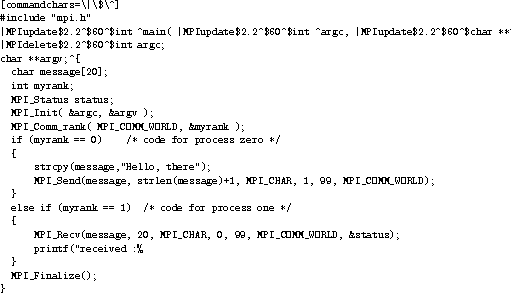 [commandchars=\|\$\^]
#include "mpi.h"
|MPIupdate$2.2^$60^$int ^main( |MPIupdate$2.2^$60^$int ^argc, |MPIupdate$2.2^$60^$char **
|MPIdelete$2.2^$60^$int argc;
char **argv;^{
  char message[20];
  int myrank;
  MPI_Status status;
  MPI_Init( &argc, &argv );
  MPI_Comm_rank( MPI_COMM_WORLD, &myrank );
  if (myrank == 0)    /* code for process zero */
  {
      strcpy(message,"Hello, there");
      MPI_Send(message, strlen(message)+1, MPI_CHAR, 1, 99, MPI_COMM_WORLD);
  }
  else if (myrank == 1)  /* code for process one */
  {
      MPI_Recv(message, 20, MPI_CHAR, 0, 99, MPI_COMM_WORLD, &status);
      printf("received :%
  }
  MPI_Finalize();
}